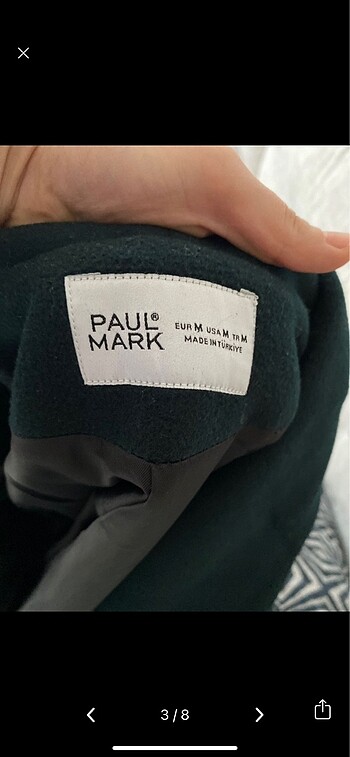 PAUL®
MARK
EUR M USA M TR M
MADE IN TÜRKİYE
3/8